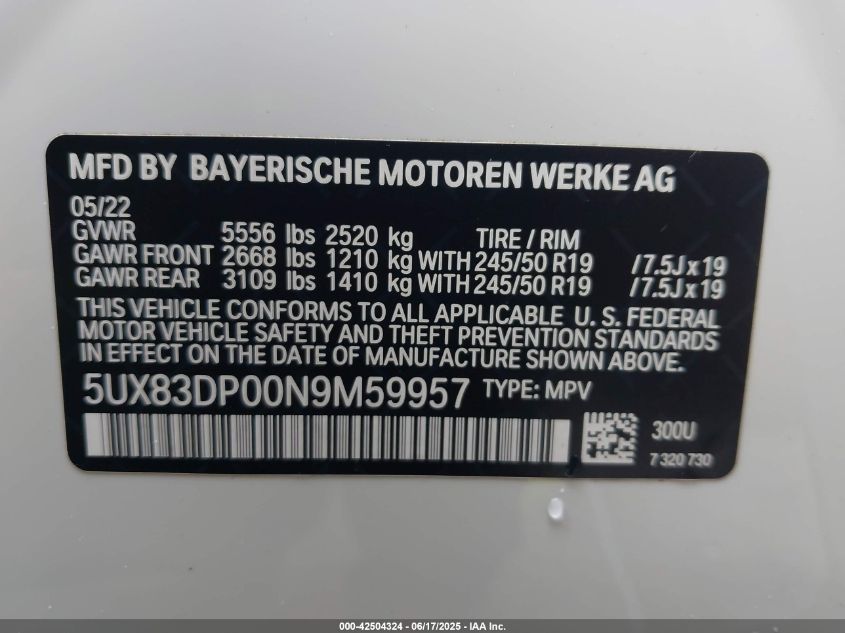 MFD BY BAYERISCHE MOTOREN WERKE AG
05/22
GVWR 5556 lbs 2520 kg TIRE / RIM
GAWR FRONT 2668 lbs 1210 kg WITH 245/50 R19 /7.5J x 19
GAWR REAR 3109 lbs 1410 kg WITH 245/50 R19 /7.5J x 19
THIS VEHICLE CONFORMS TO ALL APPLICABLE U. S. FEDERAL
MOTOR VEHICLE SAFETY AND THEFT PREVENTION STANDARDS
IN EFFECT ON THE DATE OF MANUFACTURE SHOWN ABOVE.
5UX83DP00N9M59957 TYPE: MPV
300U
7 320 730
000-42504324 - 06/17/2025 - IAA Inc.